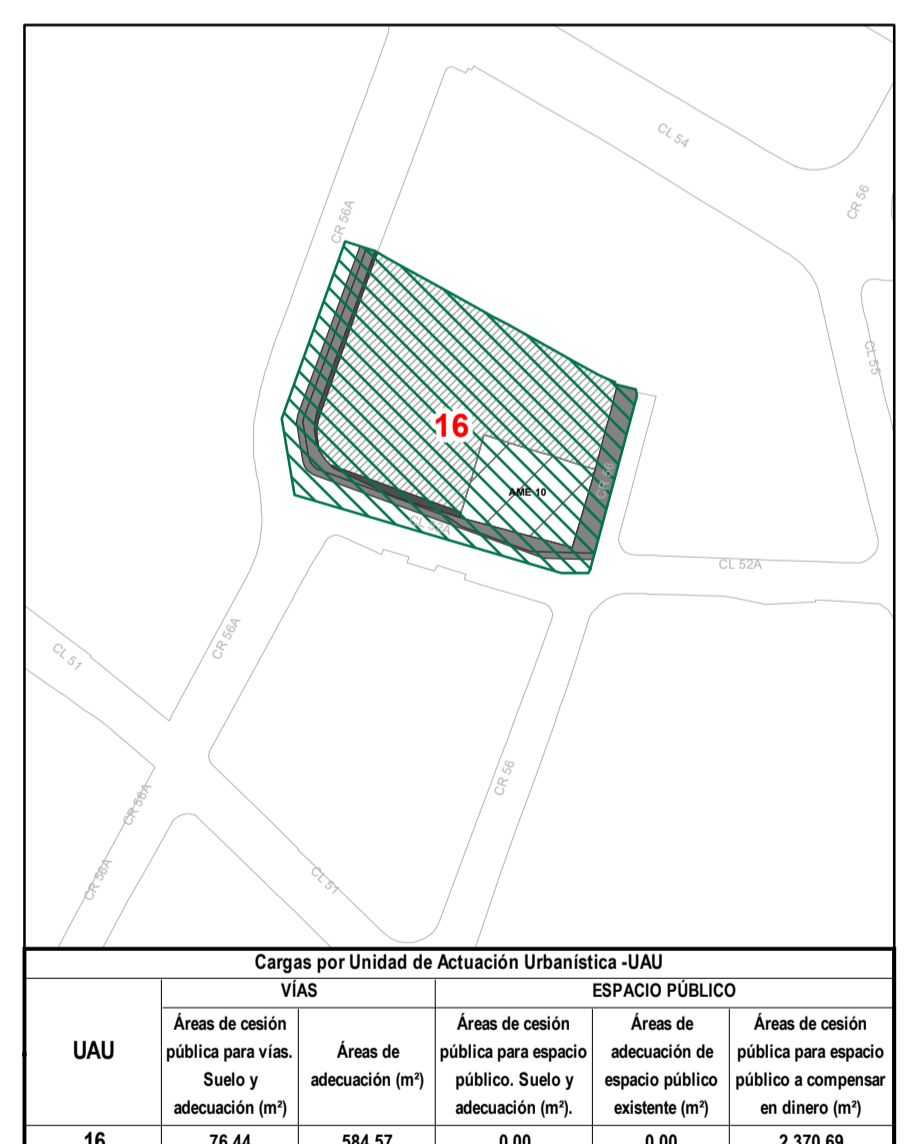 CL 54
CR 56
CR 56A
CL 55
16
CR 56
AME 10
CL 52A
CL 52A
CR 56A
CL 51
CR 56
CR 56A
CR 56A
CL 51
Cargas por Unidad de Actuación Urbanística -UAU
VÍAS
ESPACIO PÚBLICO
UAU
Áreas de cesión
pública para vías.
Suelo y
adecuación (m²)
Áreas de
adecuación (m²)
Áreas de cesión
pública para espacio
público. Suelo y
adecuación (m²).
Áreas de
adecuación de
espacio público
existente (m²)
Áreas de cesión
pública para espacio
público a compensar
en dinero (m²)
16
76,44
584,57
0,00
0,00
2.370,69